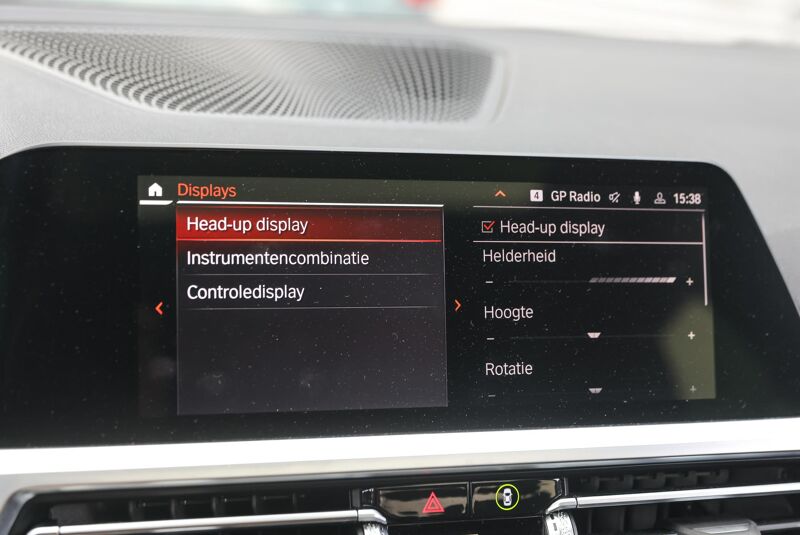 Displays
4 GP Radio 15:38
Head-up display
Instrumentencombinatie
Controledisplay
Head-up display
Helderheid
- +
Hoogte
- +
Rotatie
- +